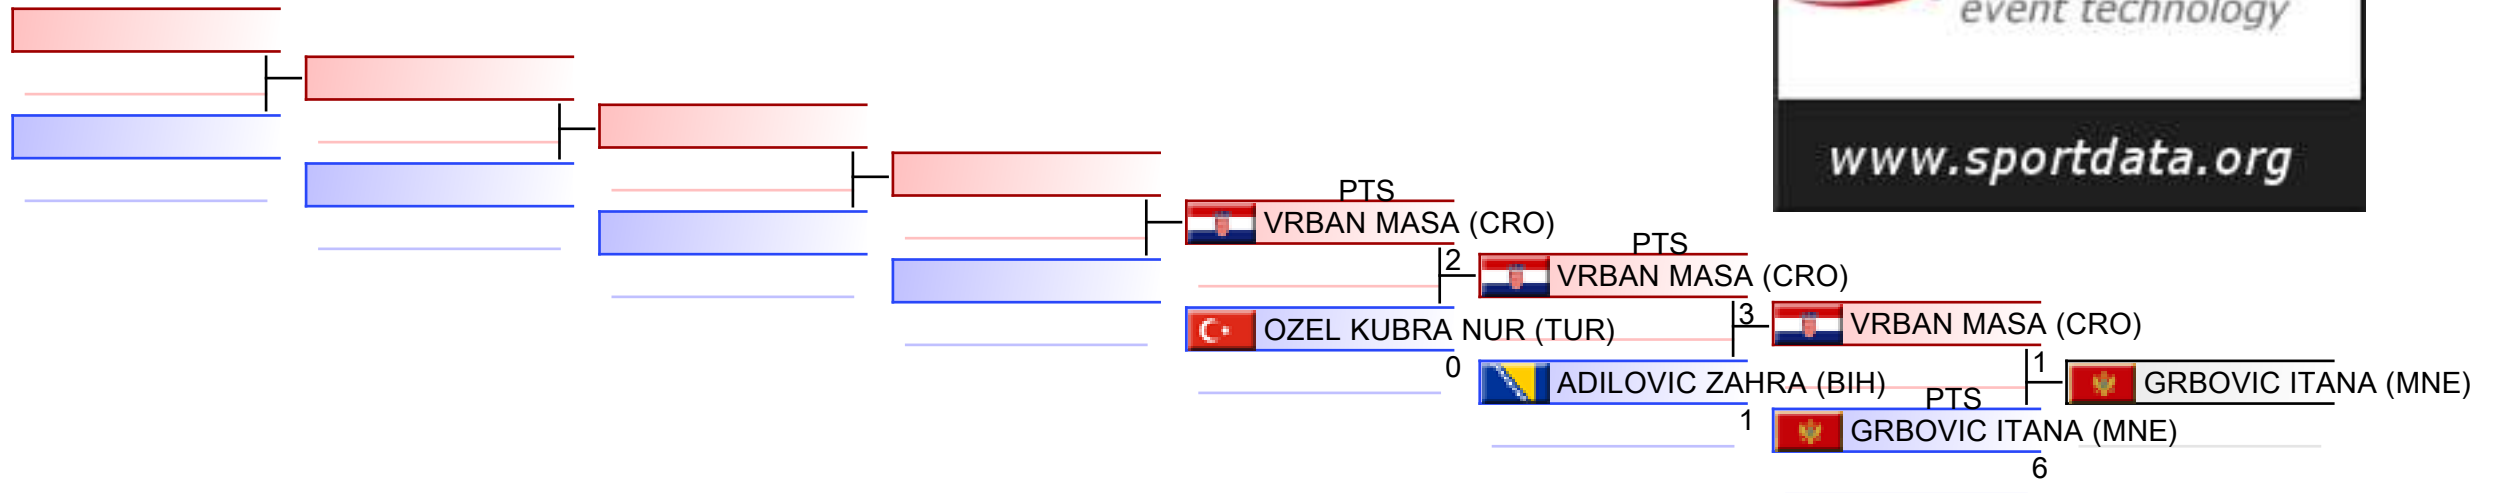 event technology
www.sportdata.org
PTS
VRBAN MASA (CRO)
2
OZEL KUBRA NUR (TUR)
0
PTS
VRBAN MASA (CRO)
3
ADILOVIC ZAHRA (BIH)
1
VRBAN MASA (CRO)
1
PTS
GRBOVIC ITANA (MNE)
6
GRBOVIC ITANA (MNE)